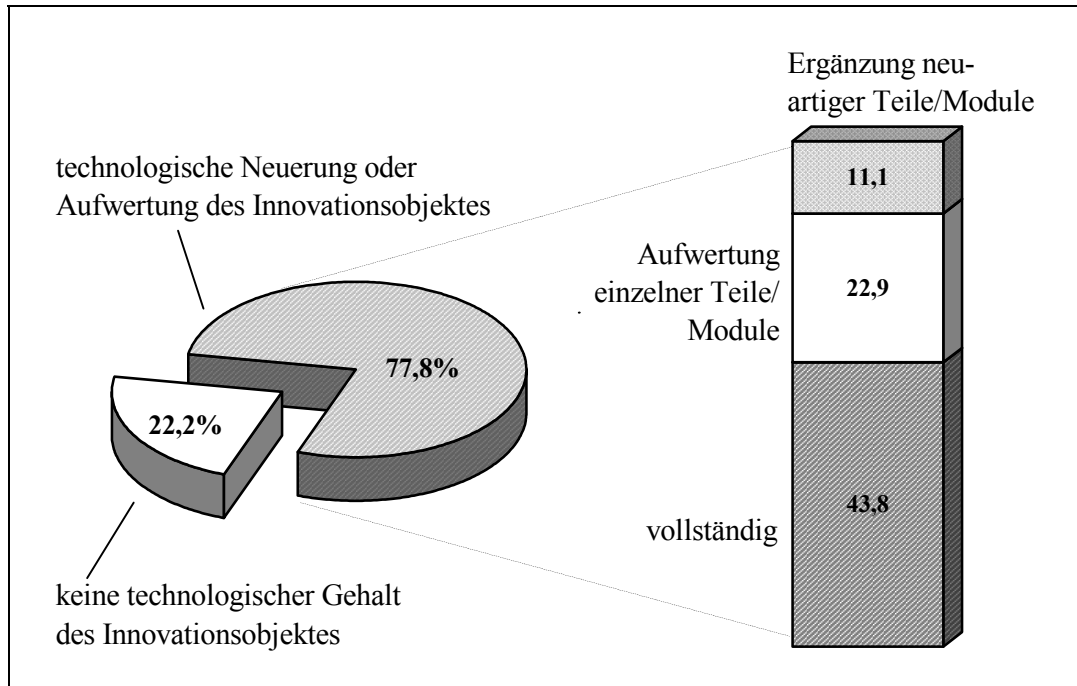 Ergänzung neu-
artiger Teile/Module
11,1
technologische Neuerung oder
Aufwertung des Innovationsobjektes
Aufwertung
einzelner Teile/
Module
22,9
77,8%
22,2%
vollständig
43,8
keine technologischer Gehalt
des Innovationsobjektes